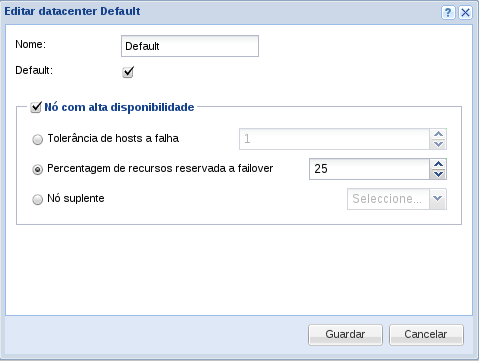 Editar datacenter Default
Nome: Default
Default:
Nó com alta disponibilidade
Tolerância de hosts a falha 1
Percentagem de recursos reservada a failover 25
Nó suplente Seleccione...
Guardar Cancelar